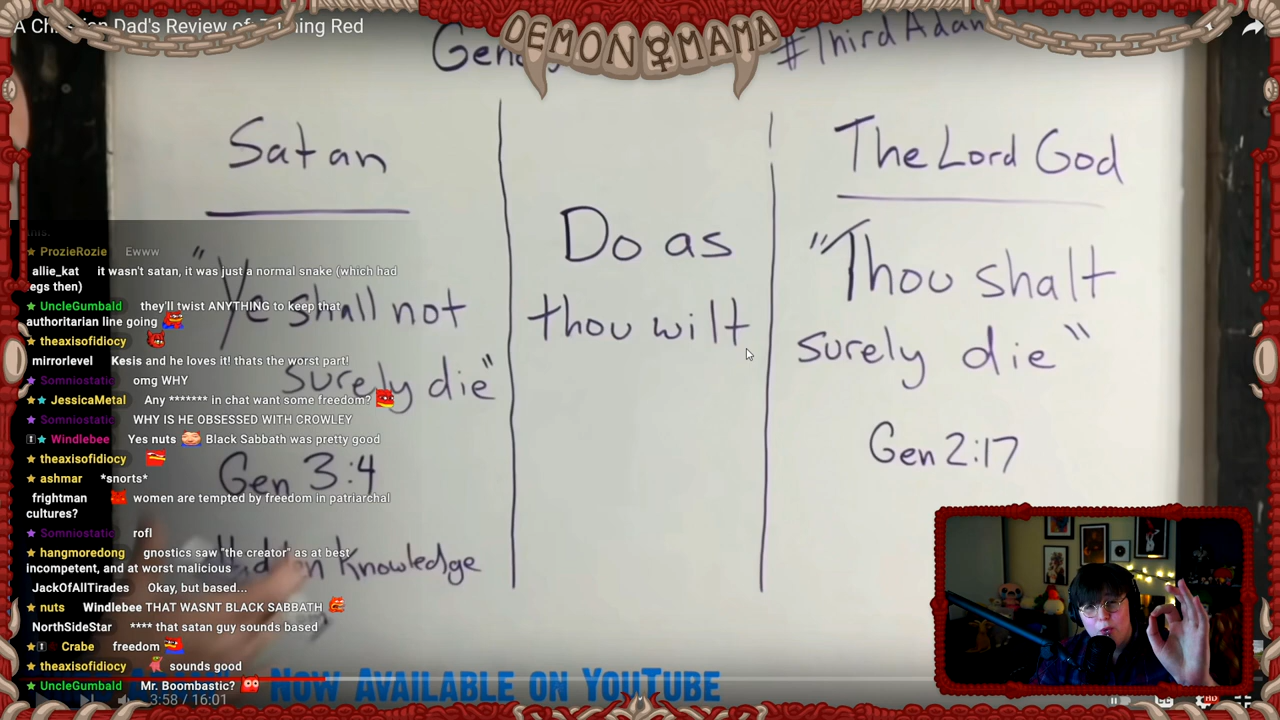 A Ch
Dad's Review of
ning Red
DEMON MAMA
Gen
#ThirdAdam
Satan
The Lord God
Do as
thou wilt
"Ye shall not
surely die"
Gen 3:4
Knowledge
"Thou shalt
surely die"
Gen 2:17
this.
ProzieRozie Ewww
allie_kat it wasn't satan, it was just a normal snake (which had
egs then)
UncleGumbald they'll twist ANYTHING to keep that
authoritarian line going
theaxisofidiocy
mirrorlevel Kesis and he loves it! thats the worst part!
Somniostatic omg WHY
JessicaMetal Any ******* in chat want some freedom?
Somniostatic WHY IS HE OBSESSED WITH CROWLEY
Windlebee Yes nuts Black Sabbath was pretty good
theaxisofidiocy
ashmar *snorts*
frightman women are tempted by freedom in patriarchal
cultures?
Somniostatic rofl
hangmoredong gnostics saw "the creator" as at best
incompetent, and at worst malicious
JackOfAllTirades Okay, but based...
nuts Windlebee THAT WASNT BLACK SABBATH
NorthSideStar **** that satan guy sounds based
Crabe freedom
theaxisofidiocy sounds good
UncleGumbald Mr. Boombastic?
NOW AVAILABLE ON YOUTUBE
3:58 / 16:01
CC
HD